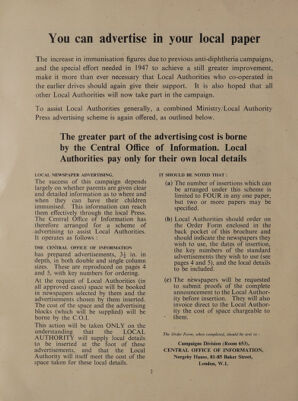 You can advertise in your local paper
The increase in immunisation figures due to previous anti-diphtheria campaigns,
and the special effort needed in 1947 to achieve a still greater improvement,
make it more than ever necessary that Local Authorities who co-operated in
the earlier drives should again give their support. It is also hoped that all
other Local Authorities will now take part in the campaign.
To assist Local Authorities generally, a combined Ministry/Local Authority
Press advertising scheme is again offered, as outlined below.
The greater part of the advertising cost is borne
by the Central Office of Information. Local
Authorities pay only for their own local details
LOCAL NEWSPAPER ADVERTISING.
The success of this campaign depends
largely on whether parents are given clear
and detailed information as to where and
when they can have their children
immunised. This information can reach
them effectively through the local Press.
The Central Office of Information has
therefore arranged for a scheme of
advertising to assist Local Authorities.
It operates as follows:
THE CENTRAL OFFICE OF INFORMATION
has prepared advertisements, 3½ in. in
depth, in both double and single column
sizes. These are reproduced on pages 4
and 5, with key numbers for ordering.
At the request of Local Authorities (in
all approved cases) space will be booked
in newspapers selected by them and the
advertisements chosen by them inserted.
The cost of the space and the advertising
blocks (which will be supplied) will be
borne by the C.O.I.
This action will be taken ONLY on the
understanding that the LOCAL
AUTHORITY will supply local details
to be inserted at the foot of these
advertisements, and that the Local
Authority will itself meet the cost of the
space taken for these local details.
IT SHOULD BE NOTED THAT:
(a) The number of insertions which can
be arranged under this scheme is
limited to FOUR in any one paper,
but two or more papers may be
specified.
(b) Local Authorities should order on
the Order Form enclosed in the
back pocket of this brochure and
should indicate the newspapers they
wish to use, the dates of insertion,
the key numbers of the standard
advertisements they wish to use (see
pages 4 and 5), and the local details
to be included.
(c) The newspapers will be requested
to submit proofs of the complete
announcement to the Local Author-
ity before insertion. They will also
invoice direct to the Local Author-
ity the cost of space chargeable to
them.
The Order Form, when completed, should be sent to:
Campaigns Division (Room 653),
CENTRAL OFFICE OF INFORMATION,
Norgeby House, 81-85 Baker Street,
London, W.1.